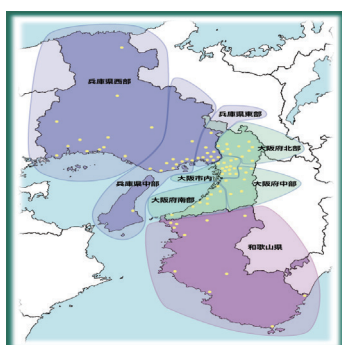 兵庫県西部
兵庫県東部
大阪府北部
兵庫県中部
大阪市内
大阪府中部
大阪府南部
和歌山県